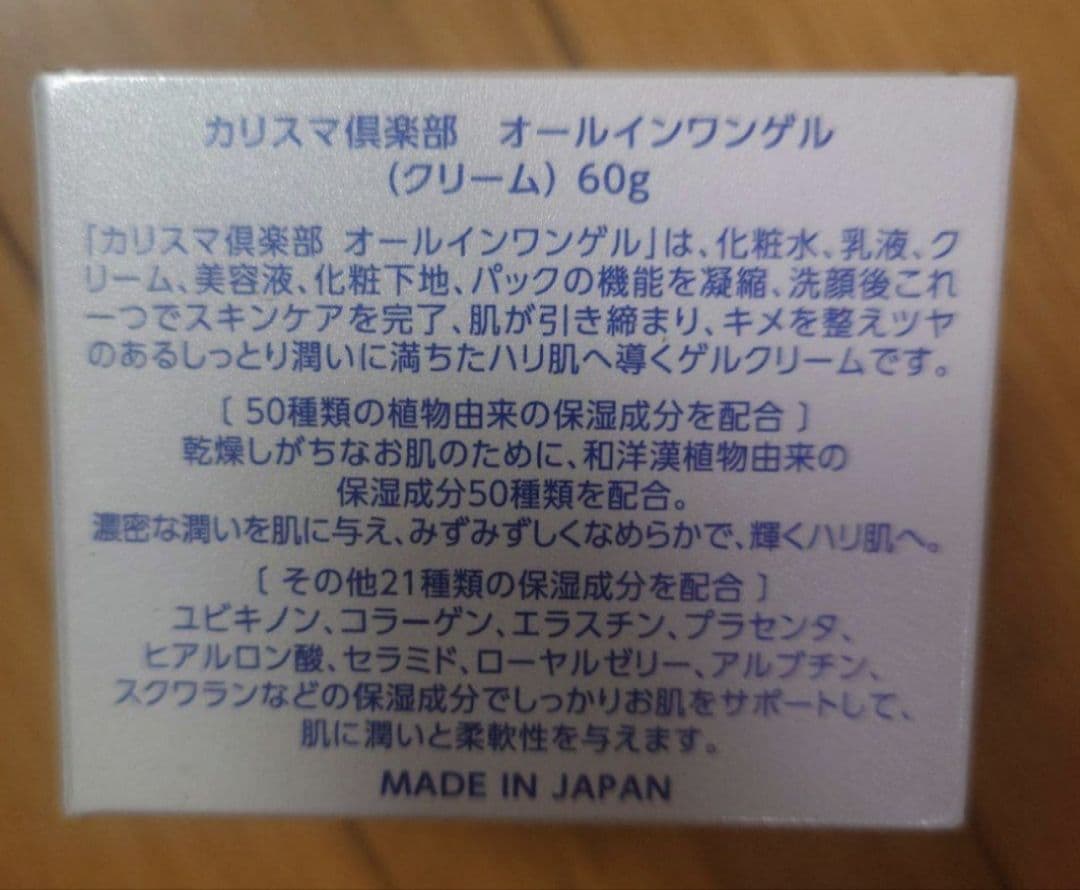 カリスマ倶楽部　オールインワンゲル
（クリーム）60g
「カリスマ倶楽部 オールインワンゲル」は、化粧水、乳液、ク
リーム、美容液、化粧下地、パックの機能を凝縮、洗顔後これ
一つでスキンケアを完了、肌が引き締まり、キメを整えツヤ
のあるしっとり潤いに満ちたハリ肌へ導くゲルクリームです。
〔 50種類の植物由来の保湿成分を配合 〕
乾燥しがちなお肌のために、和洋漢植物由来の
保湿成分50種類を配合。
濃密な潤いを肌に与え、みずみずしくなめらかで、輝くハリ肌へ。
〔 その他21種類の保湿成分を配合 〕
ユビキノン、コラーゲン、エラスチン、プラセンタ、
ヒアルロン酸、セラミド、ローヤルゼリー、アルブチン、
スクワランなどの保湿成分でしっかりお肌をサポートして、
肌に潤いと柔軟性を与えます。
MADE IN JAPAN